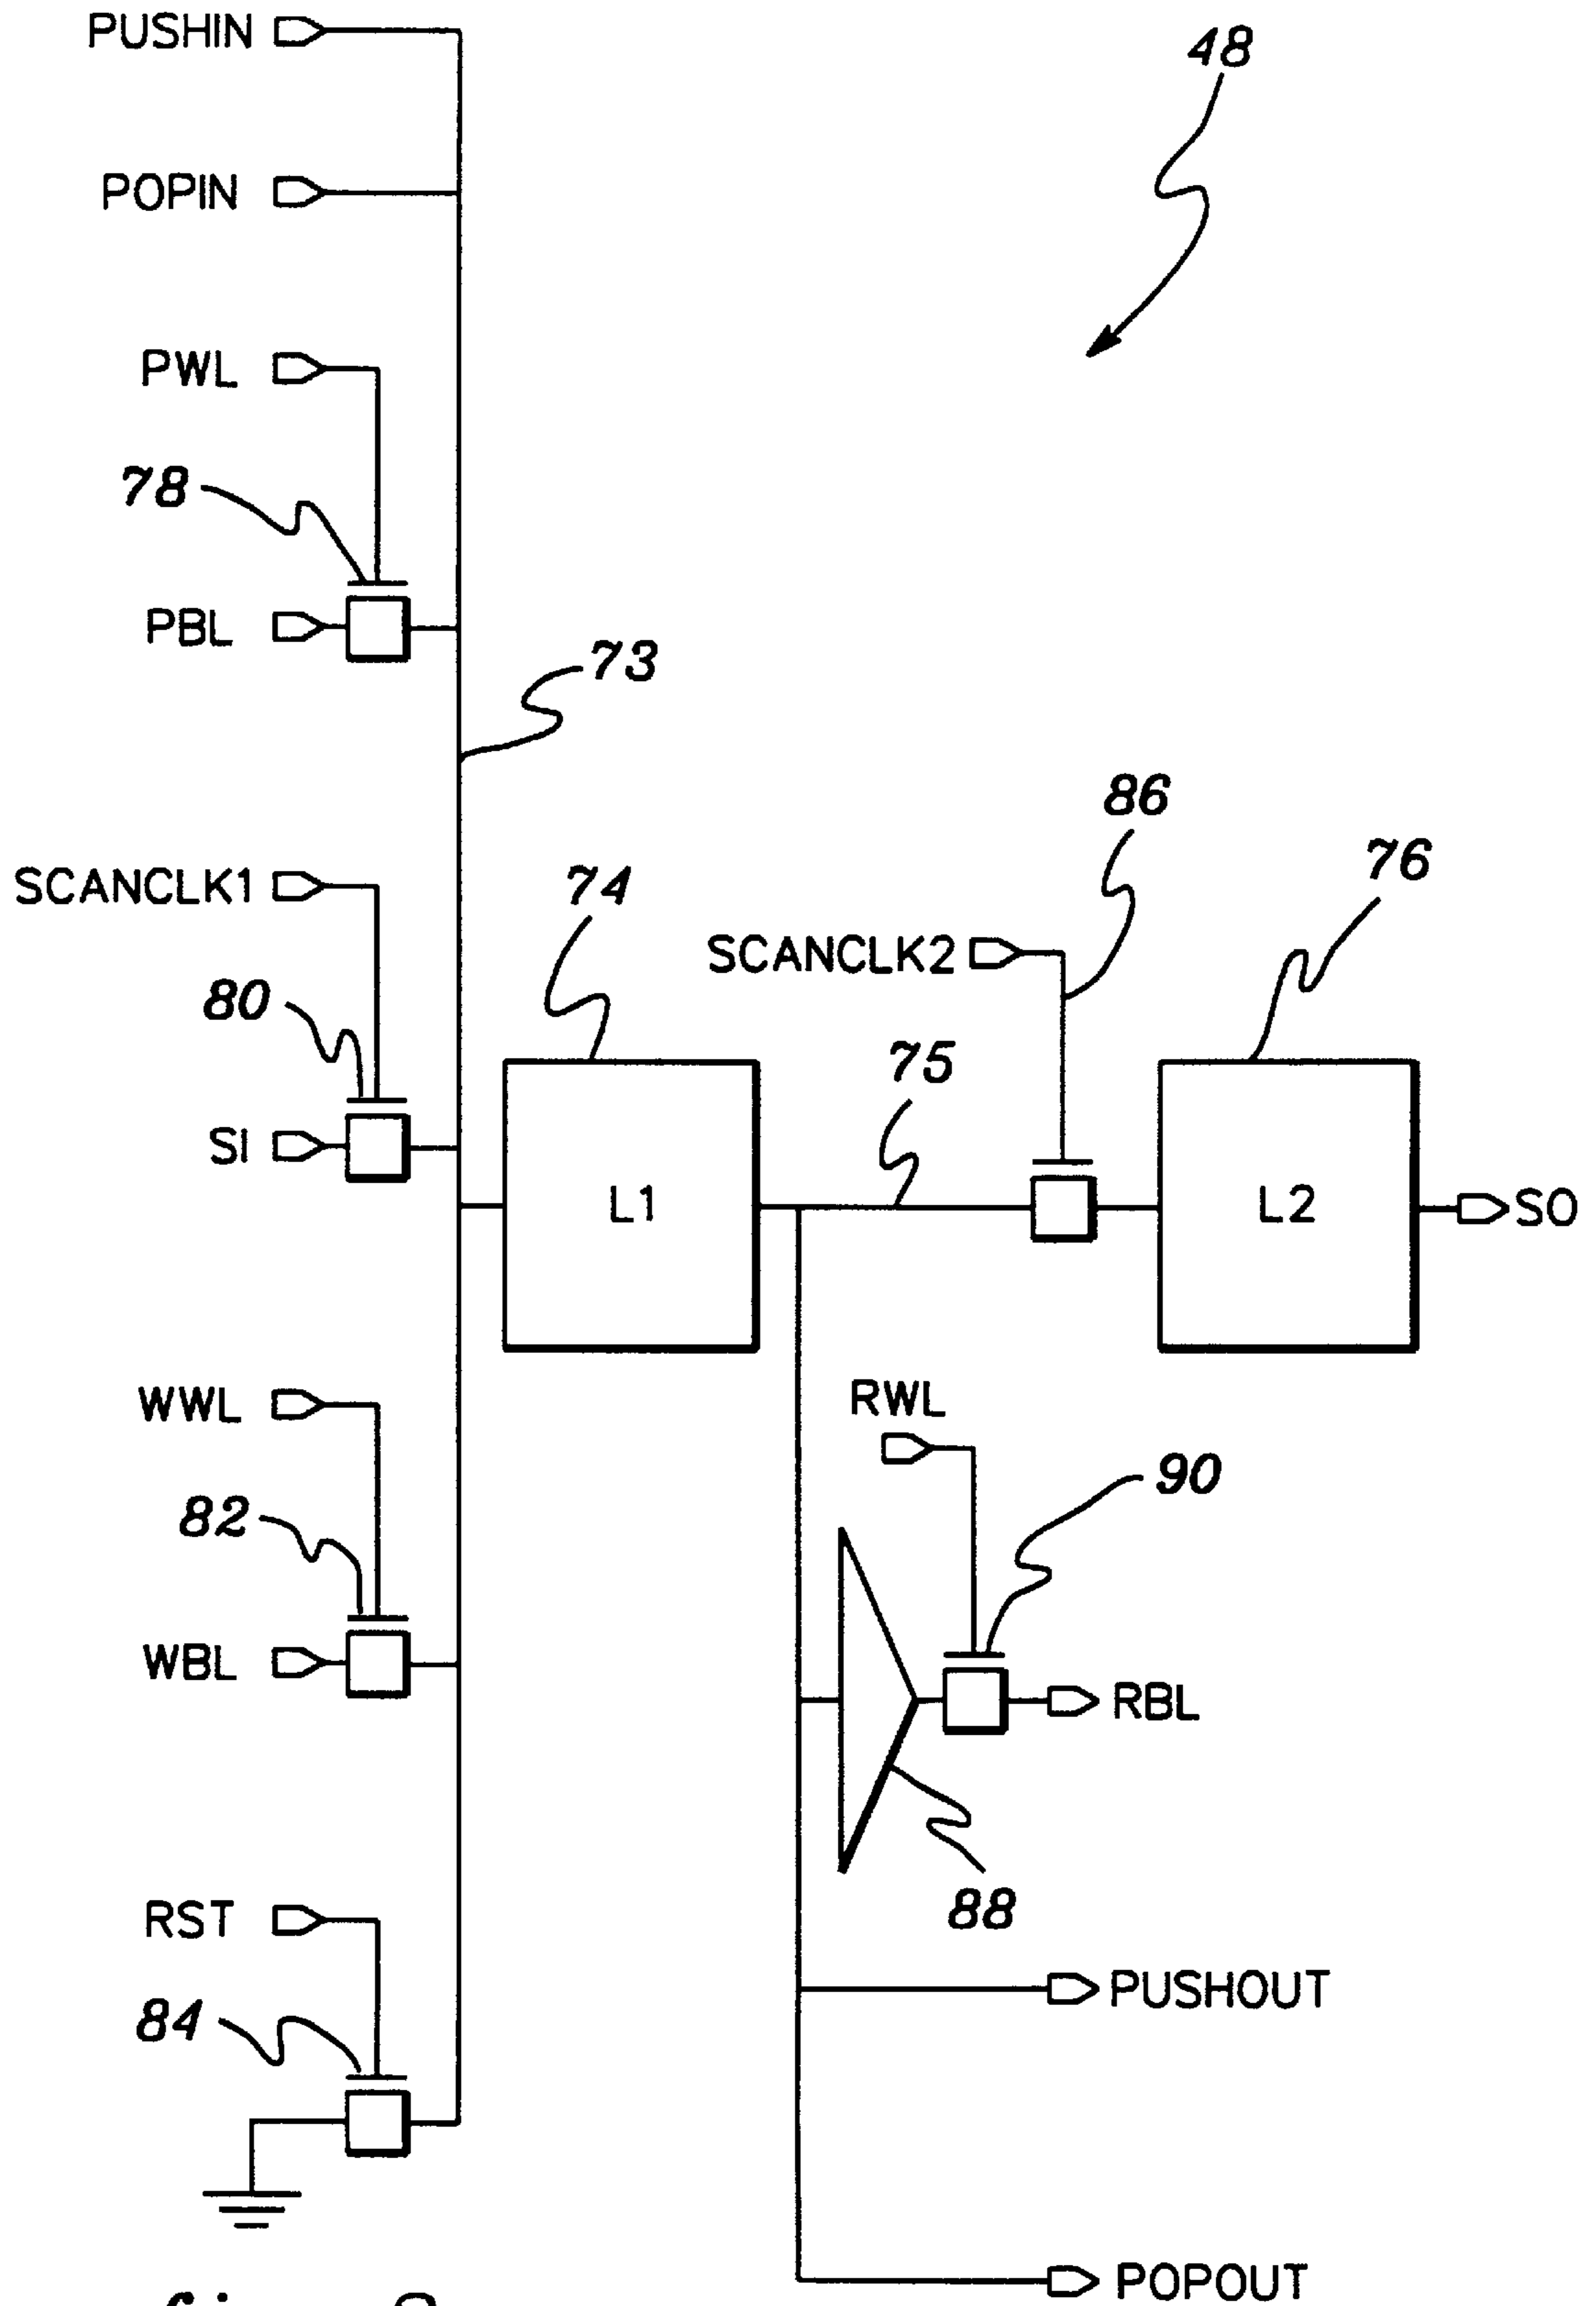 PUSHIN
48
POPIN
PWL
78
PBL
73
86
76
SCANCLK1
74
SCANCLK2
80
75
SI
L1
L2
SO
WWL
RWL
90
82
WBL
RBL
RST
88
84
PUSHOUT
POPOUT